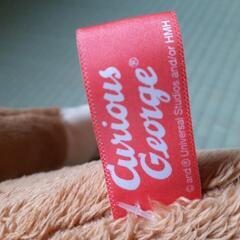 Curious
George®
© and ® Universal Studios and/or HMH